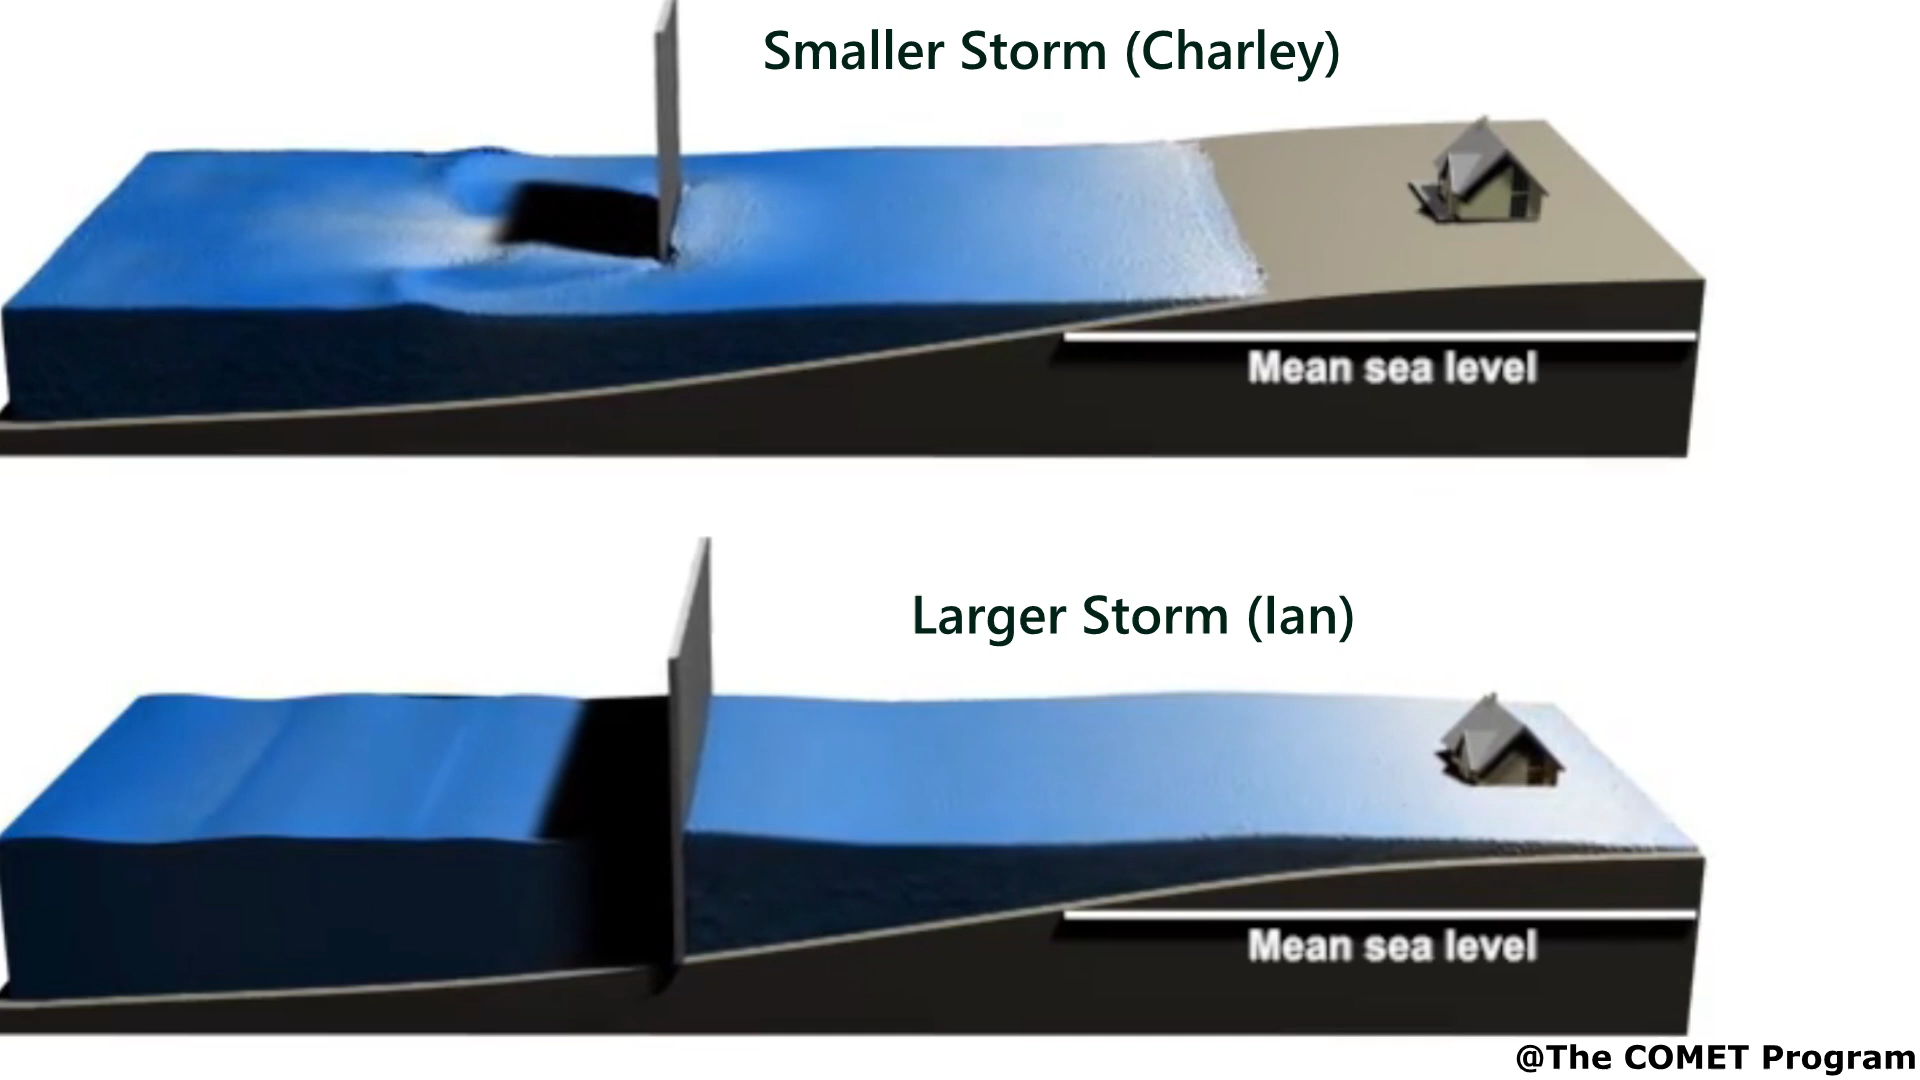 Smaller Storm (Charley)
Mean sea level
Larger Storm (Ian)
Mean sea level
@The COMET Program